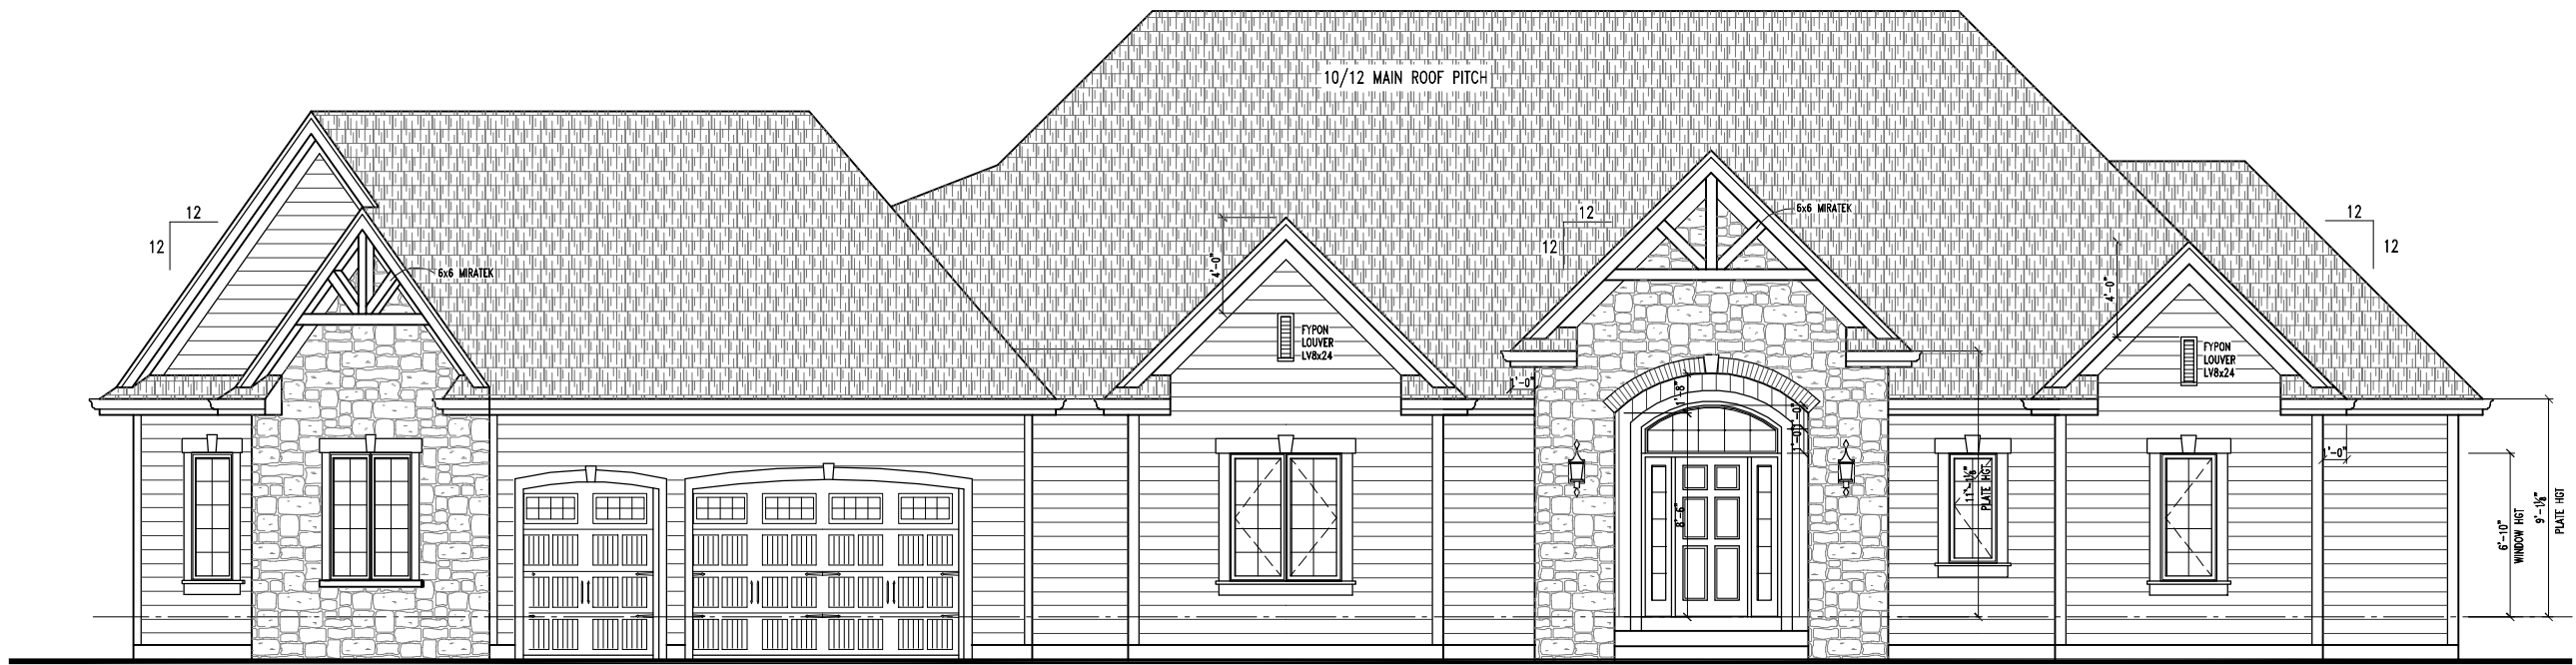 10/12 MAIN ROOF PITCH
12
12
6x6 MIRATEK
4'-0"
FYPON
LOUVER
LV8x24
12
12
6x6 MIRATEK
12
12
4'-0"
FYPON
LOUVER
LV8x24
1'-0"
1'-8"
1'-0"
1'-0"
8'-6"
11'-1⅛"
PLATE HGT
1'-0"
6'-10"
WINDOW HGT
9'-1⅛"
PLATE HGT